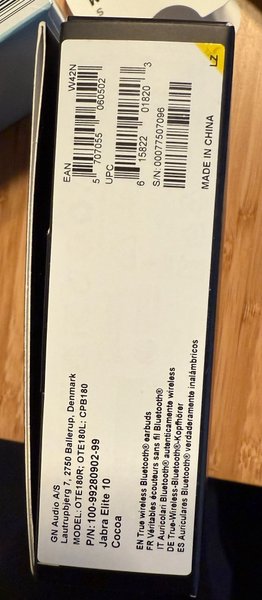 W42N
EAN
5 707055 060502
UPC
6 15822 01820 3
S/N: 00077507096
LZ
MADE IN CHINA
GN Audio A/S
Lautrupbjerg 7, 2750 Ballerup, Denmark
MODEL: OTE180R; OTE180L; CPB180
P/N: 100-99280902-99
Jabra Elite 10
Cocoa
EN True wireless Bluetooth® earbuds
FR Véritables écouteurs sans fil Bluetooth®
IT Auricolari Bluetooth® autenticamente wireless
DE True-Wireless-Bluetooth®-Kopfhörer
ES Auriculares Bluetooth® verdaderamente inalámbricos